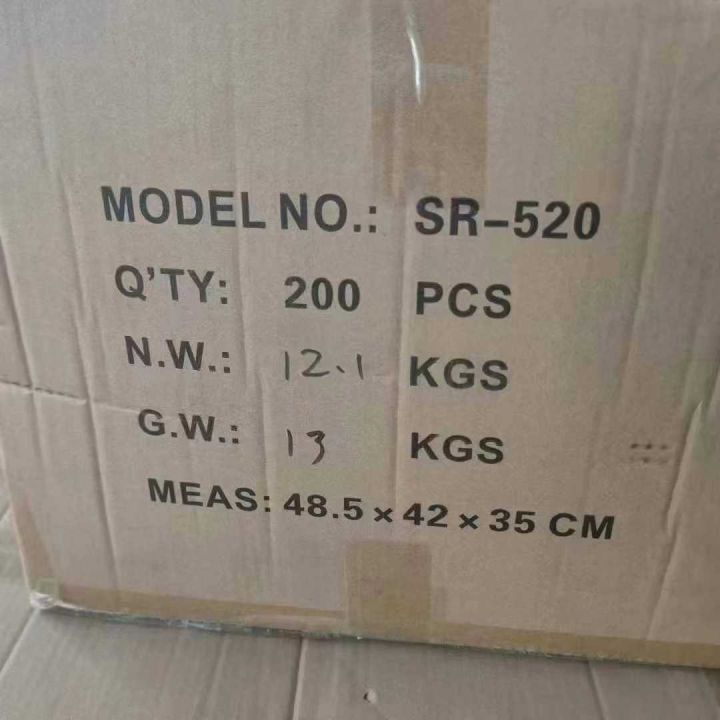 MODEL NO.: SR-520
Q'TY: 200 PCS
N.W.: 12.1 KGS
G.W.: 13 KGS
MEAS: 48.5 × 42 × 35 CM